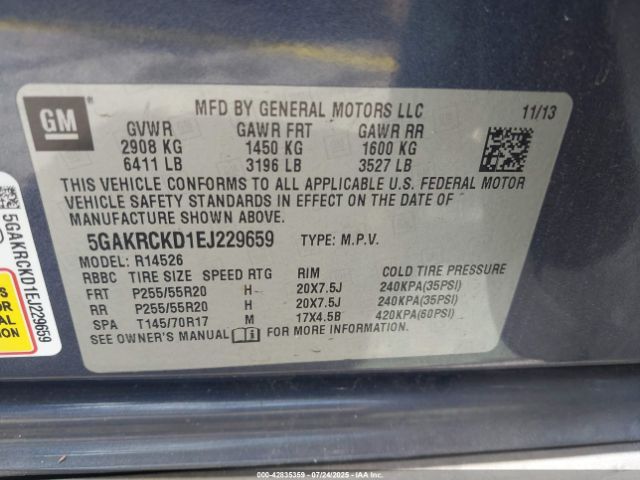 GM
MFD BY GENERAL MOTORS LLC 11/13
GVWR GAWR FRT GAWR RR
2908 KG 1450 KG 1600 KG
6411 LB 3196 LB 3527 LB
THIS VEHICLE CONFORMS TO ALL APPLICABLE U.S. FEDERAL MOTOR
VEHICLE SAFETY STANDARDS IN EFFECT ON THE DATE OF
MANUFACTURE SHOWN ABOVE.
5GAKRCKD1EJ229659 TYPE: M.P.V.
MODEL: R14526
RBBC TIRE SIZE SPEED RTG RIM COLD TIRE PRESSURE
FRT P255/55R20 H 20X7.5J 240KPA(35PSI)
RR P255/55R20 H 20X7.5J 240KPA(35PSI)
SPA T145/70R17 M 17X4.5B 420KPA(60PSI)
SEE OWNER'S MANUAL FOR MORE INFORMATION
5GAKRCKD1EJ229659
OR
000-42835359 - 07/24/2025 - IAA Inc.